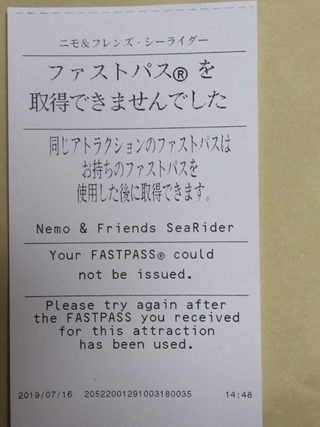 ニモ&フレンズ・シーライダー
ファストパス®を
取得できませんでした
同じアトラクションのファストパスは
お持ちのファストパスを
使用した後に取得できます。
Nemo & Friends SeaRider
Your FASTPASS® could
not be issued.
Please try again after
the FASTPASS you received
for this attraction
has been used.
2019/07/16 20522001291003180035 14:48